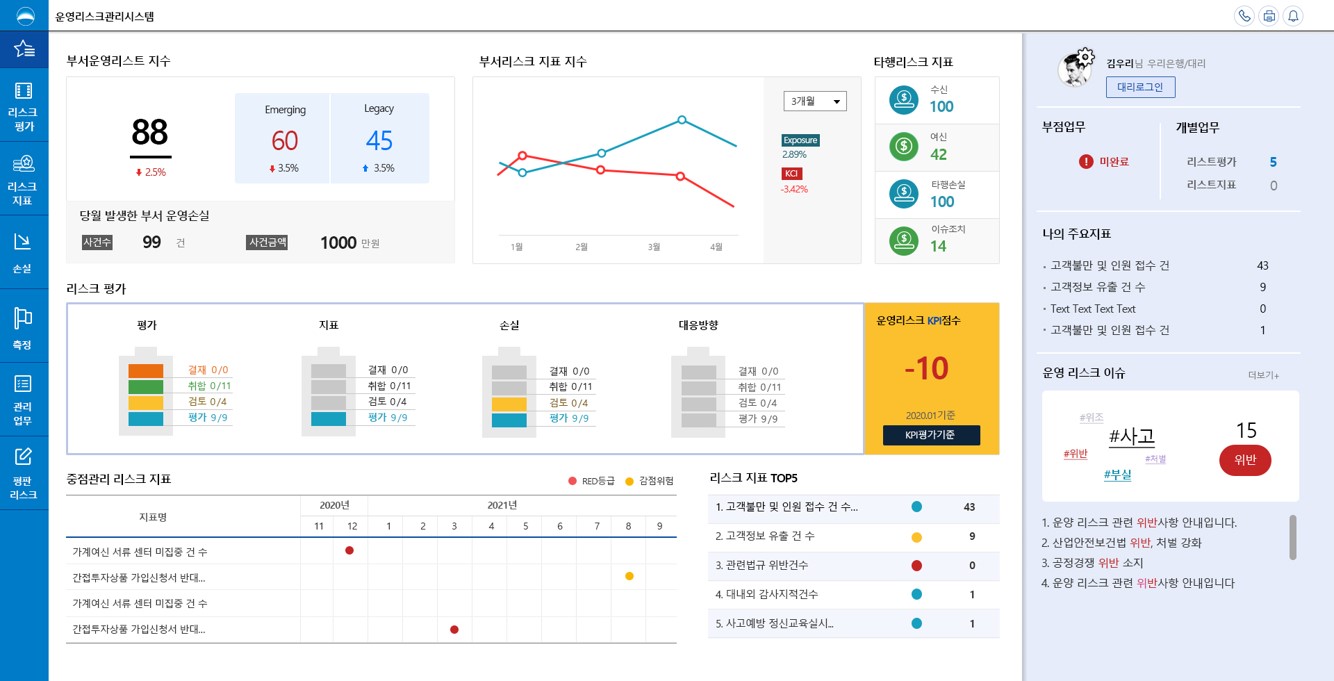 운영리스크관리시스템
리스크
평가
리스크
지표
손실
측정
관리
업무
평판
리스크
부서운영리스트 지수
88
2.5%
Emerging
60
3.5%
Legacy
45
3.5%
당월 발생한 부서 운영손실
사건수 99 건 사건금액 1000 만원
부서리스크 지표 지수
3개월
Exposure
2.89%
KCI
-3.42%
1월 2월 3월 4월
타행리스크 지표
수신
100
여신
42
타행손실
100
이슈조치
14
리스크 평가
평가
결재 0/0
취합 0/11
검토 0/4
평가 9/9
지표
결재 0/0
취합 0/11
검토 0/4
평가 9/9
손실
결재 0/0
취합 0/11
검토 0/4
평가 9/9
대응방향
결재 0/0
취합 0/11
검토 0/4
평가 9/9
운영리스크 KPI점수
-10
2020.01기준
KPI평가기준
중점관리 리스크 지표
RED등급 감점위험
지표명 2020년 2021년
11 12 1 2 3 4 5 6 7 8 9
가계여신 서류 센터 미집중 건 수
간접투자상품 가입신청서 반대...
가계여신 서류 센터 미집중 건 수
간접투자상품 가입신청서 반대...
리스크 지표 TOP5
1. 고객불만 및 인원 접수 건 수... 43
2. 고객정보 유출 건 수 9
3. 관련법규 위반건수 0
4. 대내외 감사지적건수 1
5. 사고예방 정신교육실시... 1
김우리님 우리은행/대리
대리로그인
부점업무
미완료
개별업무
리스트평가 5
리스트지표 0
나의 주요지표
· 고객불만 및 인원 접수 건 43
· 고객정보 유출 건 수 9
· Text Text Text Text 0
· 고객불만 및 인원 접수 건 1
운영 리스크 이슈 더보기+
#위조
#사고
#위반
#처벌
#부실
15
위반
1. 운양 리스크 관련 위반사항 안내입니다.
2. 산업안전보건법 위반, 처벌 강화
3. 공정경쟁 위반 소지
4. 운양 리스크 관련 위반사항 안내입니다